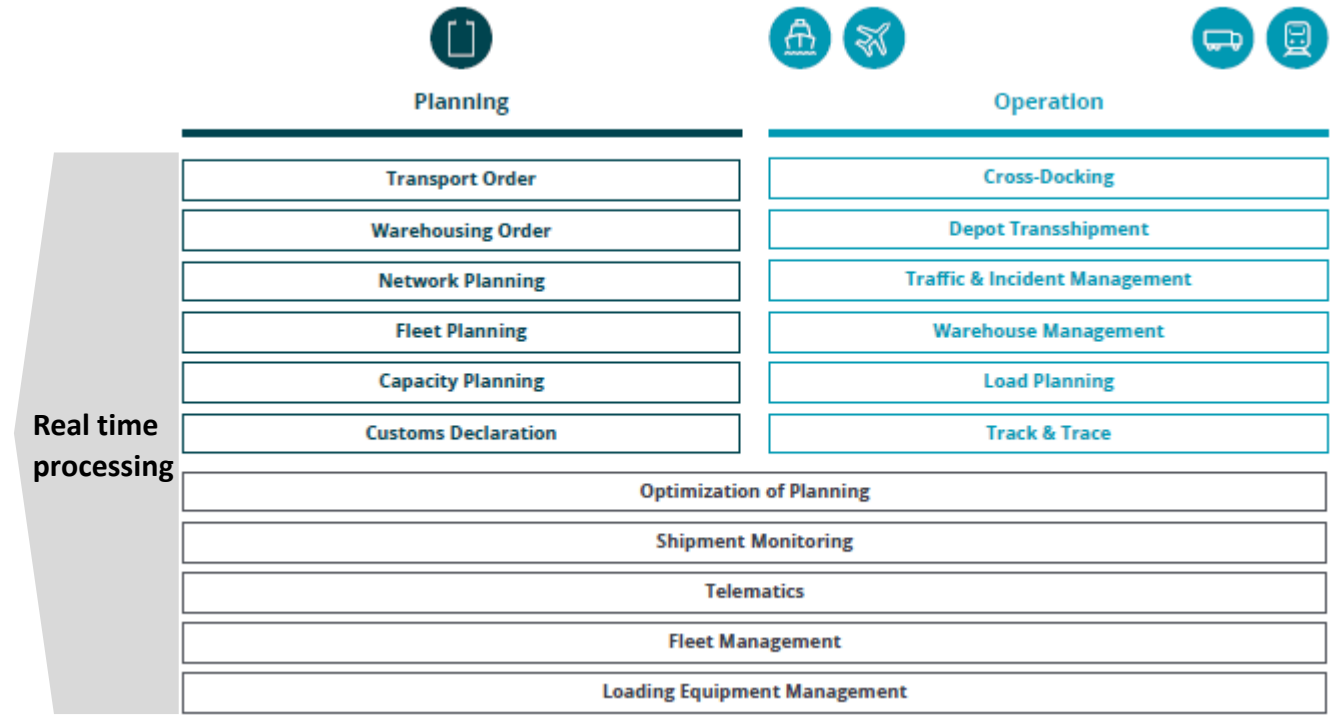 Planning
Operation
Transport Order
Cross-Docking
Warehousing Order
Depot Transshipment
Network Planning
Traffic & Incident Management
Fleet Planning
Warehouse Management
Capacity Planning
Load Planning
Customs Declaration
Track & Trace
Real time
processing
Optimization of Planning
Shipment Monitoring
Telematics
Fleet Management
Loading Equipment Management